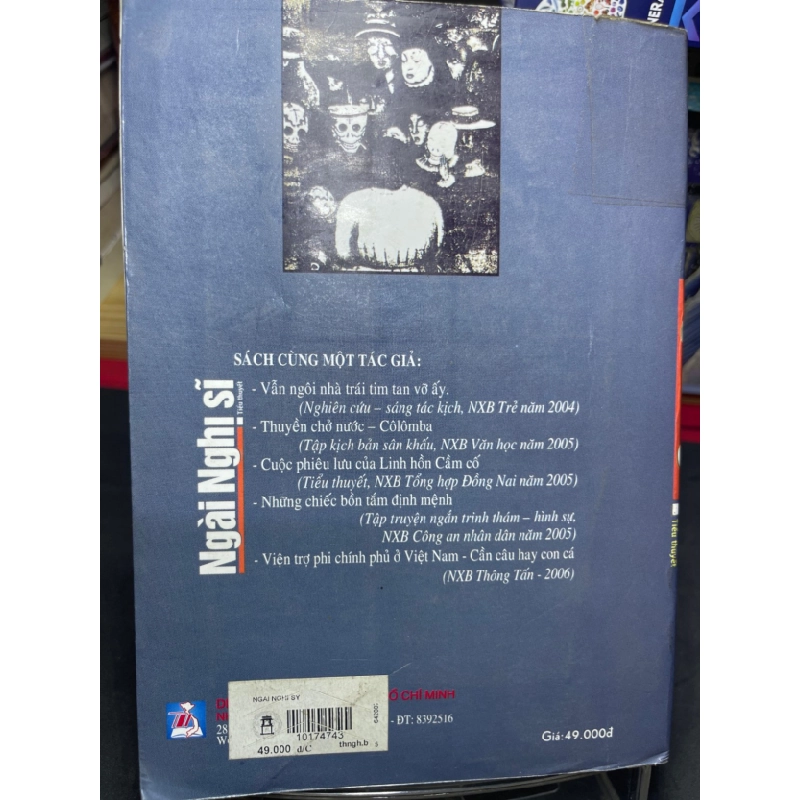 NERA
SÁCH CÙNG MỘT TÁC GIẢ:
- Vẫn ngôi nhà trái tim tan vỡ ấy.
(Nghiên cứu – sáng tác kịch, NXB Trẻ năm 2004)
- Thuyền chở nước – Côlômba
(Tập kịch bản sân khấu, NXB Văn học năm 2005)
- Cuộc phiêu lưu của Linh hồn Cầm cố
(Tiểu thuyết, NXB Tổng hợp Đồng Nai năm 2005)
- Những chiếc bồn tắm định mệnh
(Tập truyện ngắn trinh thám – hình sự,
NXB Công an nhân dân năm 2005)
- Viên trợ phi chính phủ ở Việt Nam - Cần câu hay con cá
(NXB Thông Tấn - 2006)
Ngài Nghị sĩ
Tiểu thuyết
Tiểu thuyết
Ố CHÍ MINH
28
- ĐT: 8392516
NGAI NGHI SY
10174743
49.000 đ/C
thngh.b
Giá: 49.000đ